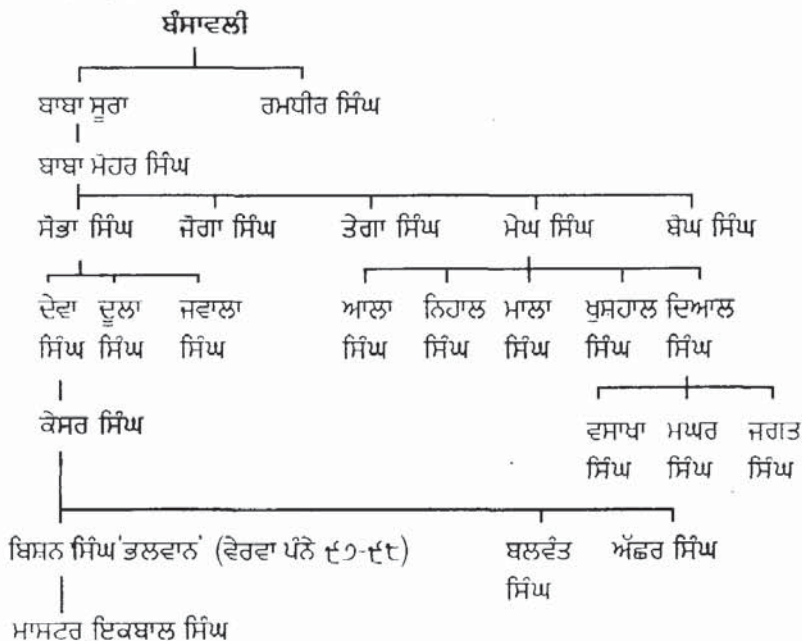 ਬੰਸਾਵਲੀ
ਬਾਬਾ ਸੂਰਾ ਰਮਧੀਰ ਸਿੰਘ
ਬਾਬਾ ਮੋਹਰ ਸਿੰਘ
ਸੋਭਾ ਸਿੰਘ ਜੋਗਾ ਸਿੰਘ ਤੇਗਾ ਸਿੰਘ ਮੇਘ ਸਿੰਘ ਬੋਘ ਸਿੰਘ
ਦੇਵਾ ਦੂਲਾ ਜਵਾਲਾ ਆਲਾ ਨਿਹਾਲ ਮਾਲਾ ਖੁਸ਼ਹਾਲ ਦਿਆਲ
ਸਿੰਘ ਸਿੰਘ ਸਿੰਘ ਸਿੰਘ ਸਿੰਘ ਸਿੰਘ ਸਿੰਘ ਸਿੰਘ
ਕੇਸਰ ਸਿੰਘ ਵਸਾਖਾ ਮਘਰ ਜਗਤ
ਸਿੰਘ ਸਿੰਘ ਸਿੰਘ
ਬਿਸ਼ਨ ਸਿੰਘ 'ਭਲਵਾਨ' (ਵੇਰਵਾ ਪੰਨੇ ੯੭-੯੮) ਬਲਵੰਤ ਅੱਛਰ ਸਿੰਘ
ਸਿੰਘ
ਮਾਸਟਰ ਇਕਬਾਲ ਸਿੰਘ